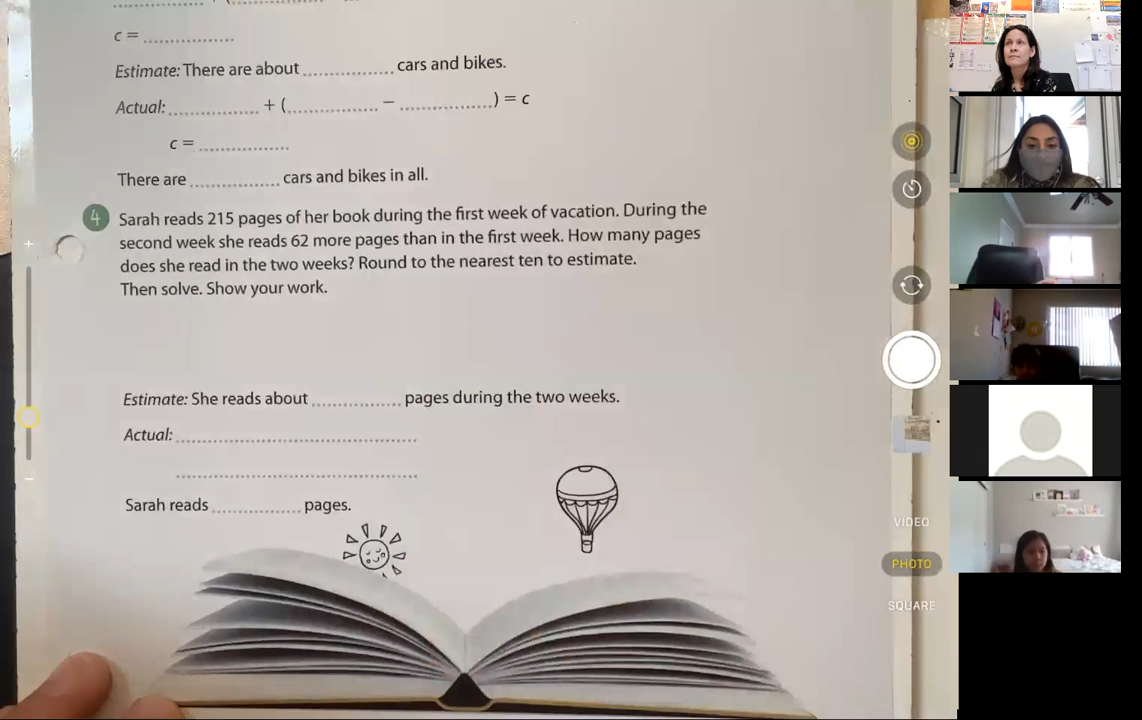 c = ....................
Estimate: There are about .................... cars and bikes.
Actual: .................... + (.................... − ....................) = c
c = ....................
There are .................... cars and bikes in all.
4 Sarah reads 215 pages of her book during the first week of vacation. During the
second week she reads 62 more pages than in the first week. How many pages
does she read in the two weeks? Round to the nearest ten to estimate.
Then solve. Show your work.
Estimate: She reads about .................... pages during the two weeks.
Actual: ........................................
........................................
Sarah reads .................... pages.
VIDEO
PHOTO
SQUARE